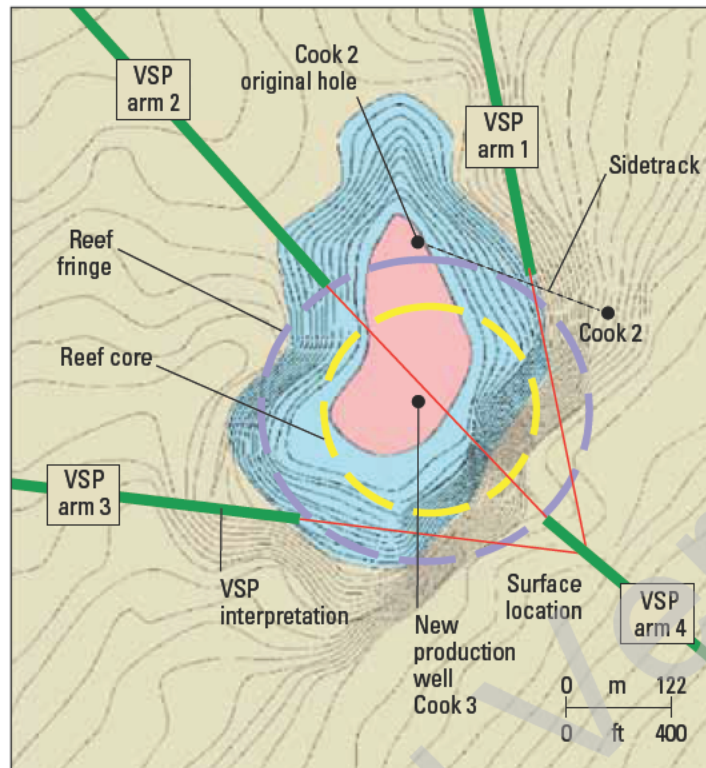 Cook 2
original hole
VSP
arm 2
VSP
arm 1
Sidetrack
Reef
fringe
Cook 2
Reef core
VSP
arm 3
VSP
interpretation
New
production
well
Cook 3
Surface
location
VSP
arm 4
0 m 122
0 ft 400